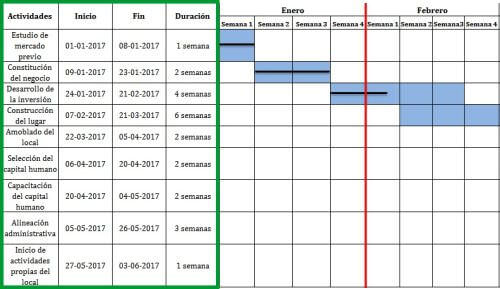 Actividades Inicio Fin Duración Enero Febrero
Semana 1 Semana 2 Semana 3 Semana 4 Semana 1 Semana 2 Semana3 Semana 4
Estudio de
mercado 01-01-2017 08-01-2017 1 semana
previo
Constitución 09-01-2017 23-01-2017 2 semanas
del negocio
Desarrollo de 24-01-2017 21-02-2017 4 semanas
la inversión
Construcción 07-02-2017 21-03-2017 6 semanas
del lugar
Amoblado del 22-03-2017 05-04-2017 2 semanas
local
Selección del 06-04-2017 20-04-2017 2 semanas
capital humano
Capacitación
del capital 20-04-2017 04-05-2017 2 semanas
humano
Alineación 05-05-2017 26-05-2017 3 semanas
administrativa
Inicio de
actividades 27-05-2017 03-06-2017 1 semana
propias del
local